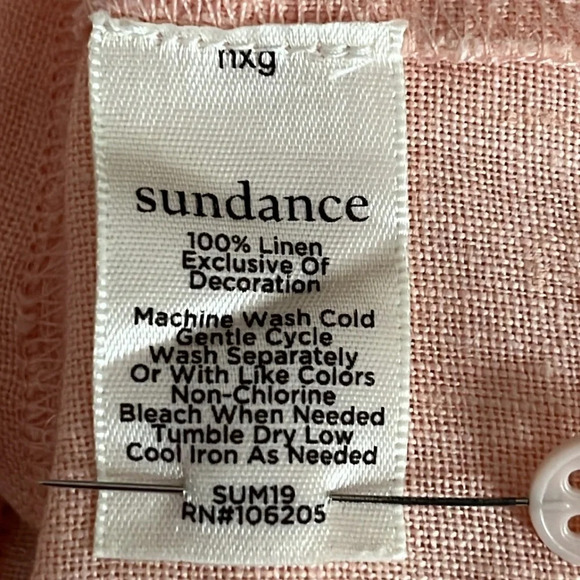 nxg
sundance
100% Linen
Exclusive Of
Decoration
Machine Wash Cold
Gentle Cycle
Wash Separately
Or With Like Colors
Non-Chlorine
Bleach When Needed
Tumble Dry Low
Cool Iron As Needed
SUM19
RN#106205